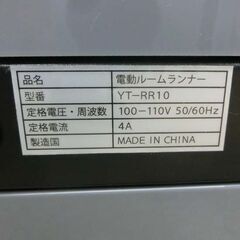 品名 電動ルームランナー
型番 YT-RR10
定格電圧・周波数 100-110V 50/60Hz
定格電流 4A
製造国 MADE IN CHINA